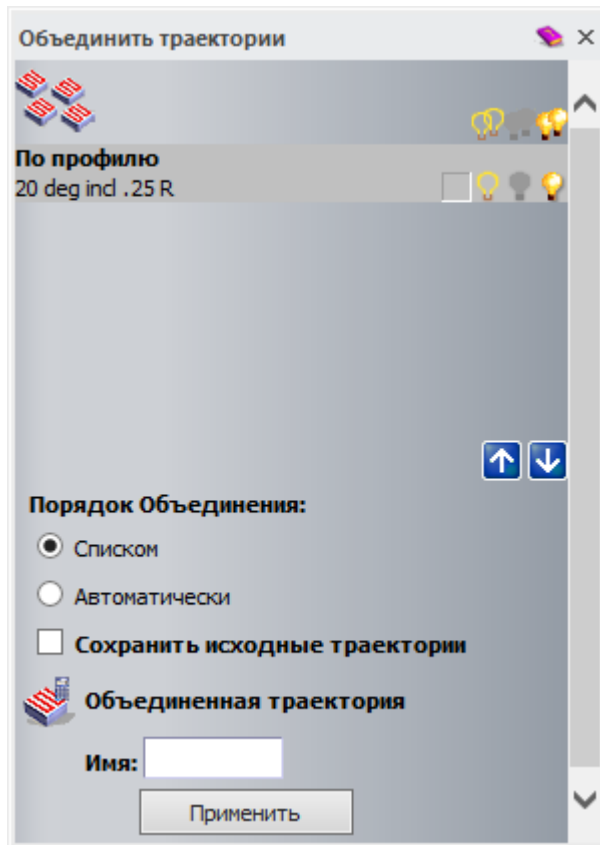 Объединить траектории
По профилю
20 deg incl .25 R
Порядок Объединения:
Списком
Автоматически
Сохранить исходные траектории
Объединенная траектория
Имя:
Применить